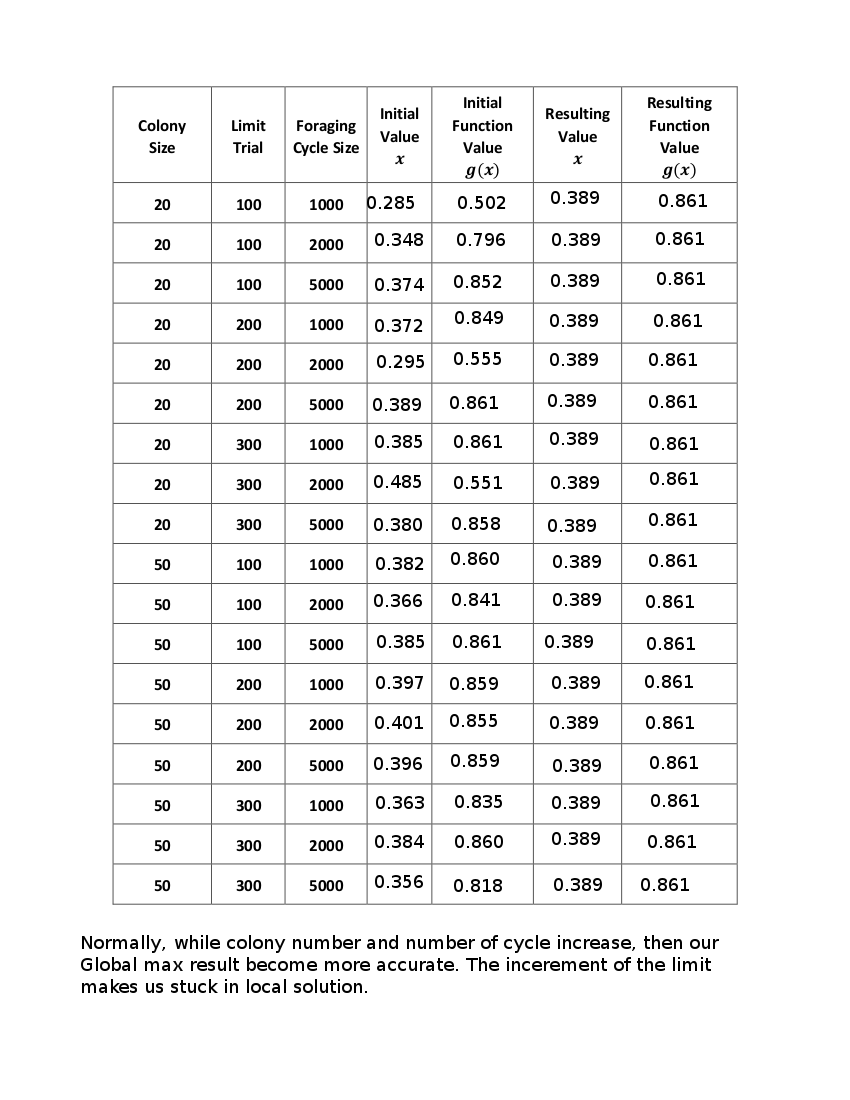 Colony Size | Limit Trial | Foraging Cycle Size | Initial Value x | Initial Function Value g(x) | Resulting Value x | Resulting Function Value g(x)
20 | 100 | 1000 | 0.285 | 0.502 | 0.389 | 0.861
20 | 100 | 2000 | 0.348 | 0.796 | 0.389 | 0.861
20 | 100 | 5000 | 0.374 | 0.852 | 0.389 | 0.861
20 | 200 | 1000 | 0.372 | 0.849 | 0.389 | 0.861
20 | 200 | 2000 | 0.295 | 0.555 | 0.389 | 0.861
20 | 200 | 5000 | 0.389 | 0.861 | 0.389 | 0.861
20 | 300 | 1000 | 0.385 | 0.861 | 0.389 | 0.861
20 | 300 | 2000 | 0.485 | 0.551 | 0.389 | 0.861
20 | 300 | 5000 | 0.380 | 0.858 | 0.389 | 0.861
50 | 100 | 1000 | 0.382 | 0.860 | 0.389 | 0.861
50 | 100 | 2000 | 0.366 | 0.841 | 0.389 | 0.861
50 | 100 | 5000 | 0.385 | 0.861 | 0.389 | 0.861
50 | 200 | 1000 | 0.397 | 0.859 | 0.389 | 0.861
50 | 200 | 2000 | 0.401 | 0.855 | 0.389 | 0.861
50 | 200 | 5000 | 0.396 | 0.859 | 0.389 | 0.861
50 | 300 | 1000 | 0.363 | 0.835 | 0.389 | 0.861
50 | 300 | 2000 | 0.384 | 0.860 | 0.389 | 0.861
50 | 300 | 5000 | 0.356 | 0.818 | 0.389 | 0.861
Normally, while colony number and number of cycle increase, then our
Global max result become more accurate. The incerement of the limit
makes us stuck in local solution.